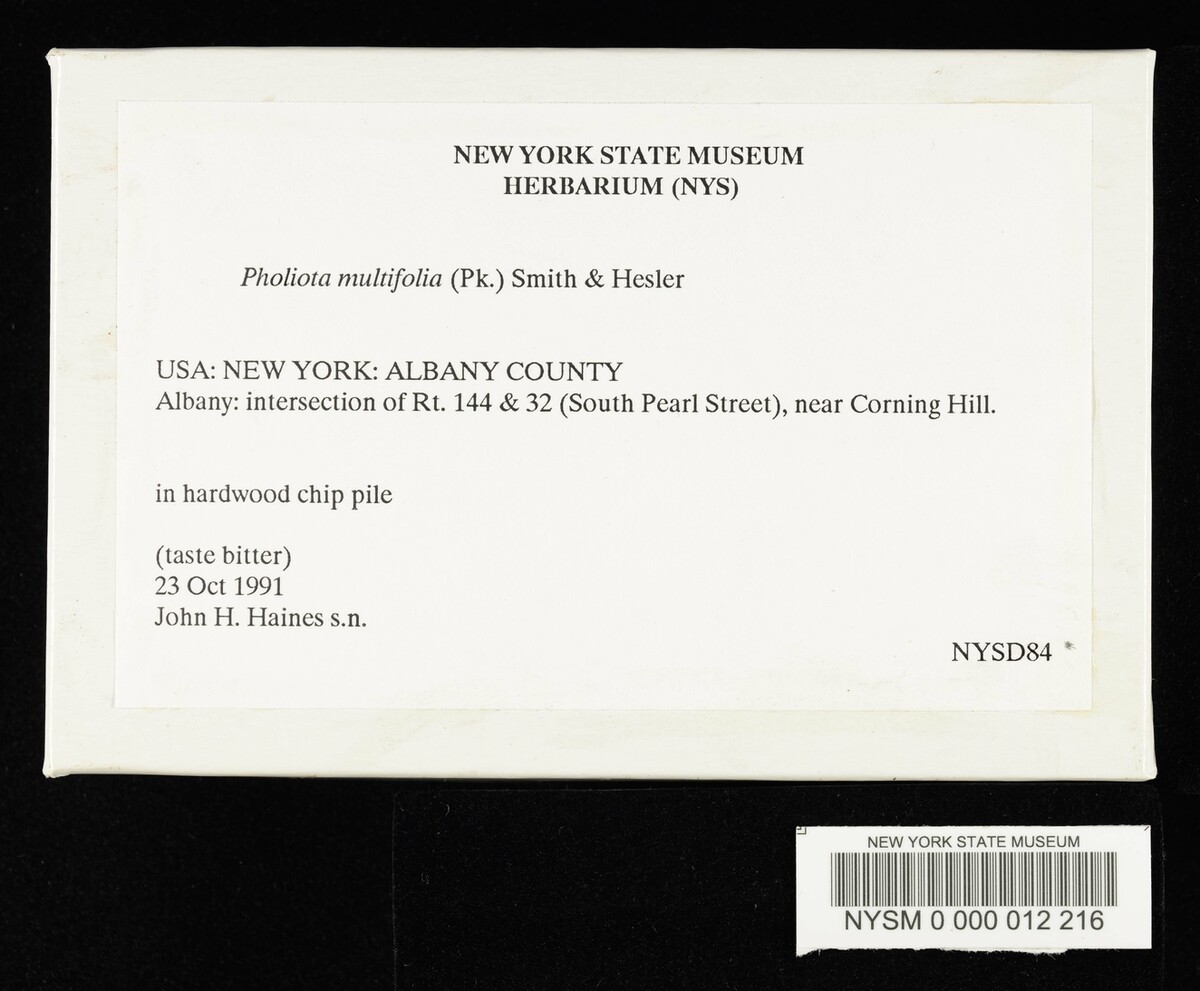 NEW YORK STATE MUSEUM
HERBARIUM (NYS)
Pholiota multifolia (Pk.) Smith & Hesler
USA: NEW YORK: ALBANY COUNTY
Albany: intersection of Rt. 144 & 32 (South Pearl Street), near Corning Hill.
in hardwood chip pile
(taste bitter)
23 Oct 1991
John H. Haines s.n.
NYSD84
NEW YORK STATE MUSEUM
NYSM 0 000 012 216